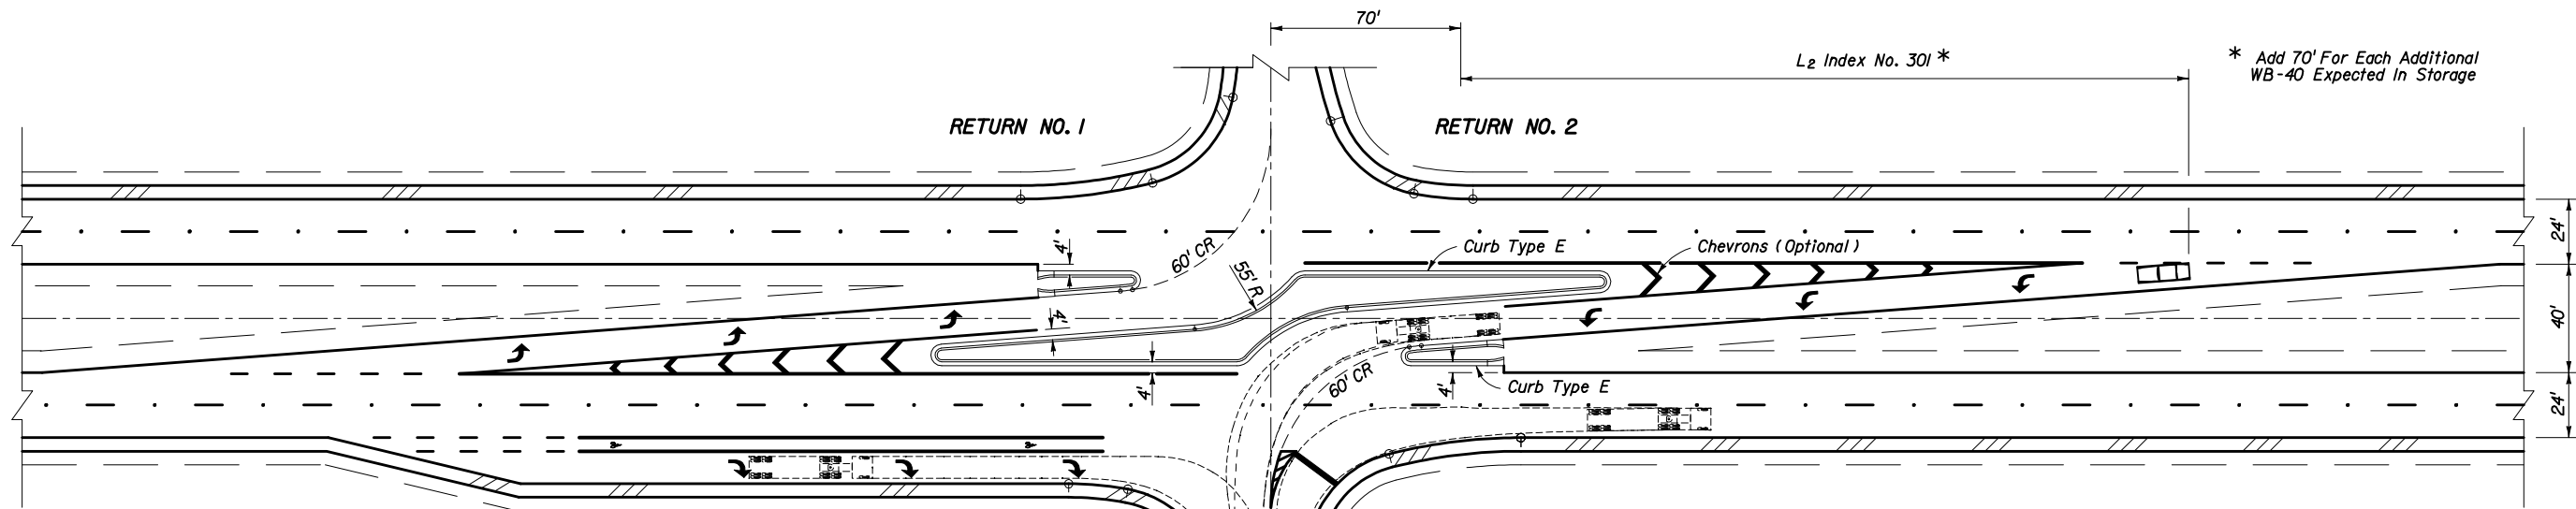 70'
L2 Index No. 301 *
* Add 70' For Each Additional
WB-40 Expected In Storage
RETURN NO. 1
RETURN NO. 2
24'
4'
60' CR
55' R
Curb Type E
Chevrons (Optional)
4'
40'
4'
60' CR
4'
Curb Type E
24'